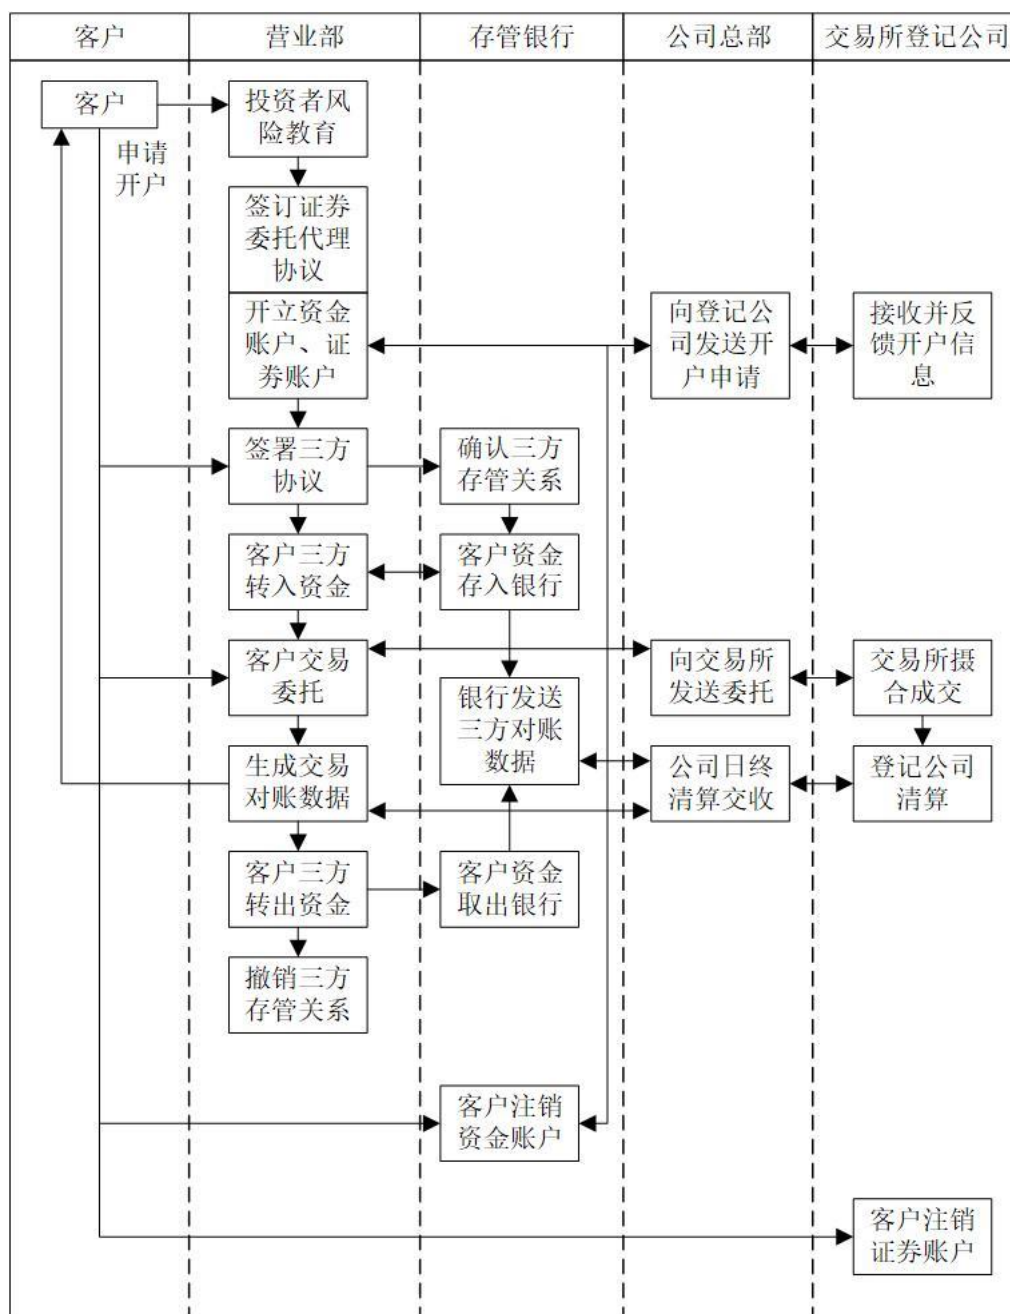 客户
营业部
存管银行
公司总部
交易所登记公司
客户
投资者风
险教育
申请
开户
签订证券
委托代理
协议
开立资金
账户、证
券账户
向登记公
司发送开
户申请
接收并反
馈开户信
息
签署三方
协议
确认三方
存管关系
客户三方
转入资金
客户资金
存入银行
客户交易
委托
银行发送
三方对账
数据
向交易所
发送委托
交易所撮
合成交
生成交易
对账数据
公司日终
清算交收
登记公司
清算
客户三方
转出资金
客户资金
取出银行
撤销三方
存管关系
客户注销
资金账户
客户注销
证券账户